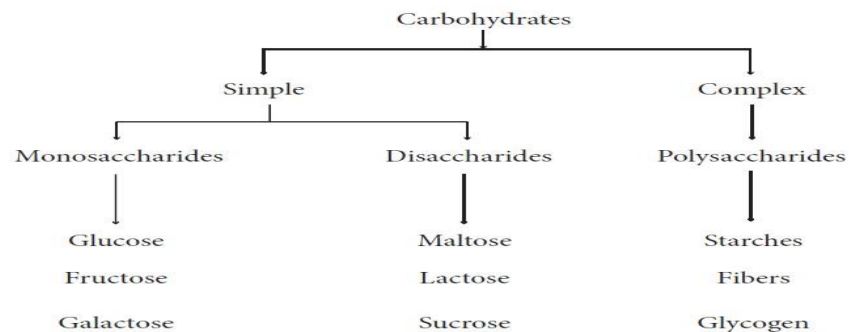 Carbohydrates
Simple Complex
Monosaccharides Disaccharides Polysaccharides
Glucose Maltose Starches
Fructose Lactose Fibers
Galactose Sucrose Glycogen